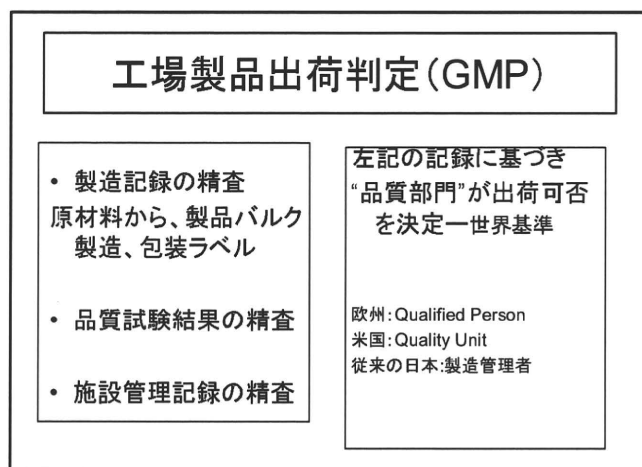 工場製品出荷判定(GMP)
• 製造記録の精査
原材料から、製品バルク
製造、包装ラベル
• 品質試験結果の精査
• 施設管理記録の精査
左記の記録に基づき
“品質部門”が出荷可否
を決定ー世界基準
欧州:Qualified Person
米国:Quality Unit
従来の日本:製造管理者